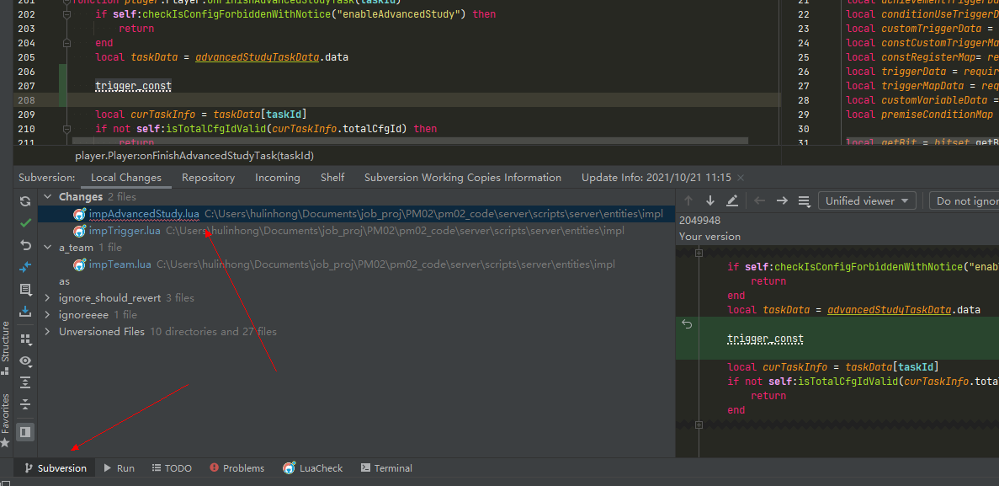 201 function player.Player:onFinishAdvancedStudyTask(taskId)
202 if self:checkIsConfigForbiddenWithNotice("enableAdvancedStudy") then
203 return
204 end
205 local taskData = advancedStudyTaskData.data
206
207 trigger_const
208
209 local curTaskInfo = taskData[taskId]
210 if not self:isTotalCfgIdValid(curTaskInfo.totalCfgId) then
211 return
21
22 local conditionUseTriggerD
23 local customTriggerData =
24 local constCustomTriggerMa
25 local constRegisterMap= re
26 local triggerData = requir
27 local triggerMapData = req
28 local customVariableData =
29 local premiseConditionMap
30
31 local getBit = bitset.getB
player.Player:onFinishAdvancedStudyTask(taskId)
Subversion: Local Changes Repository Incoming Shelf Subversion Working Copies Information Update Info: 2021/10/21 11:15
Changes 2 files
impAdvancedStudy.lua C:\Users\hulinhong\Documents\job_proj\PM02\pm02_code\server\scripts\server\entities\impl
impTrigger.lua C:\Users\hulinhong\Documents\job_proj\PM02\pm02_code\server\scripts\server\entities\impl
a_team 1 file
impTeam.lua C:\Users\hulinhong\Documents\job_proj\PM02\pm02_code\server\scripts\server\entities\impl
as
ignore_should_revert 3 files
ignoreeee 1 file
Unversioned Files 10 directories and 27 files
Unified viewer Do not ignor
2049948
Your version
if self:checkIsConfigForbiddenWithNotice("enab
return
end
local taskData = advancedStudyTaskData.data
trigger_const
local curTaskInfo = taskData[taskId]
if not self:isTotalCfgIdValid(curTaskInfo.tota
return
end
Structure
Favorites
Subversion Run TODO Problems LuaCheck Terminal